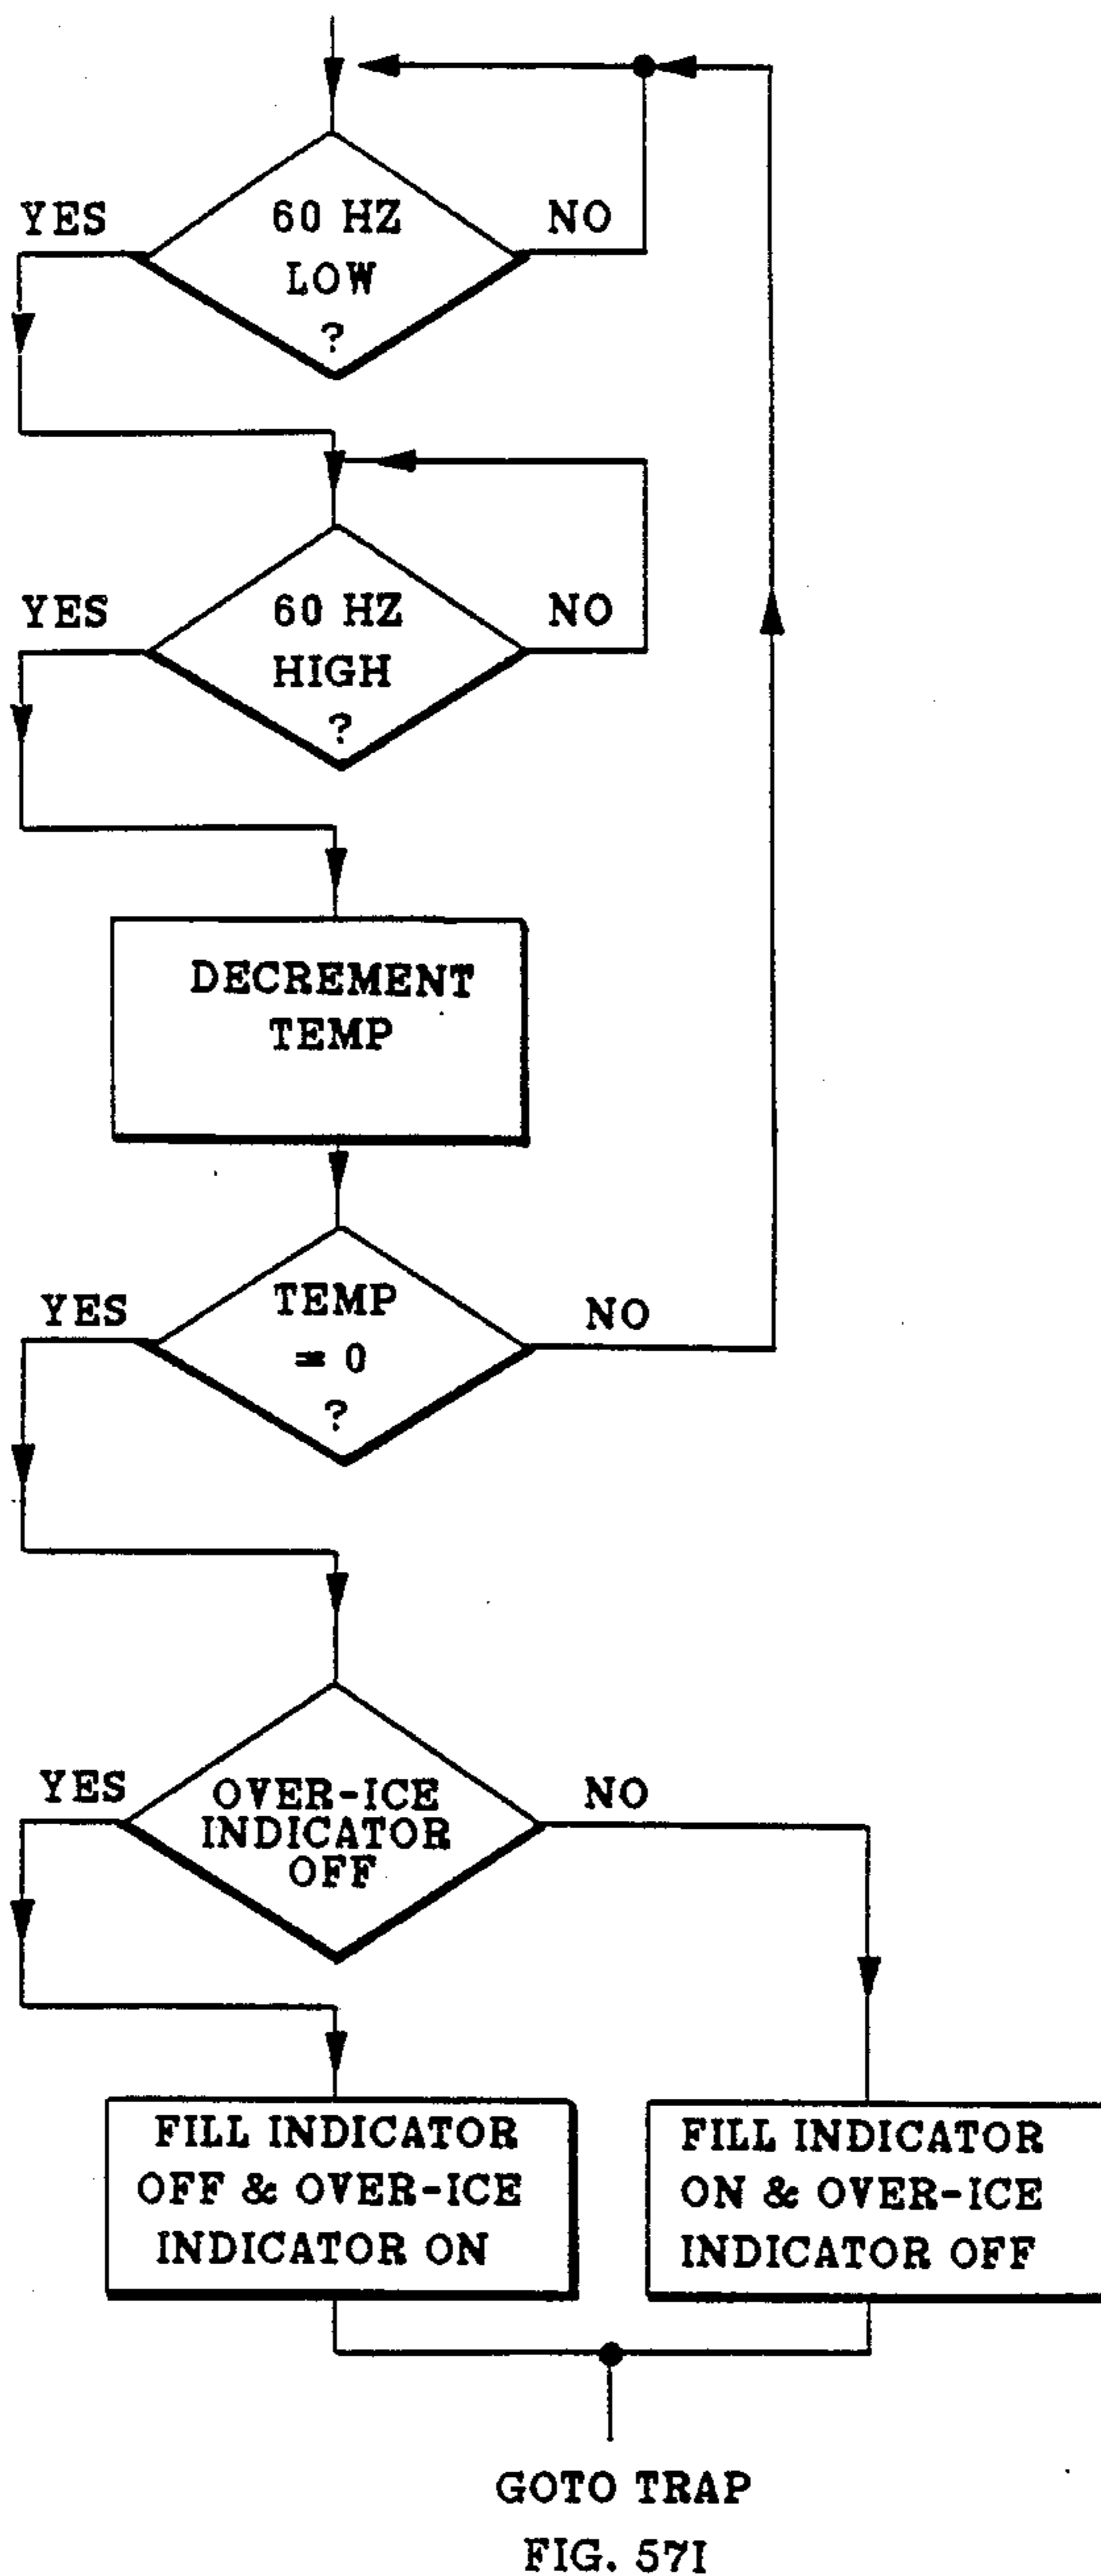 YES
60 HZ
NO
LOW
?
YES
60 HZ
NO
HIGH
?
DECREMENT
TEMP
YES
TEMP
NO
= 0
?
YES
OVER-ICE
NO
INDICATOR
OFF
FILL INDICATOR
OFF & OVER-ICE
INDICATOR ON
FILL INDICATOR
ON & OVER-ICE
INDICATOR OFF
GOTO TRAP
FIG. 57I